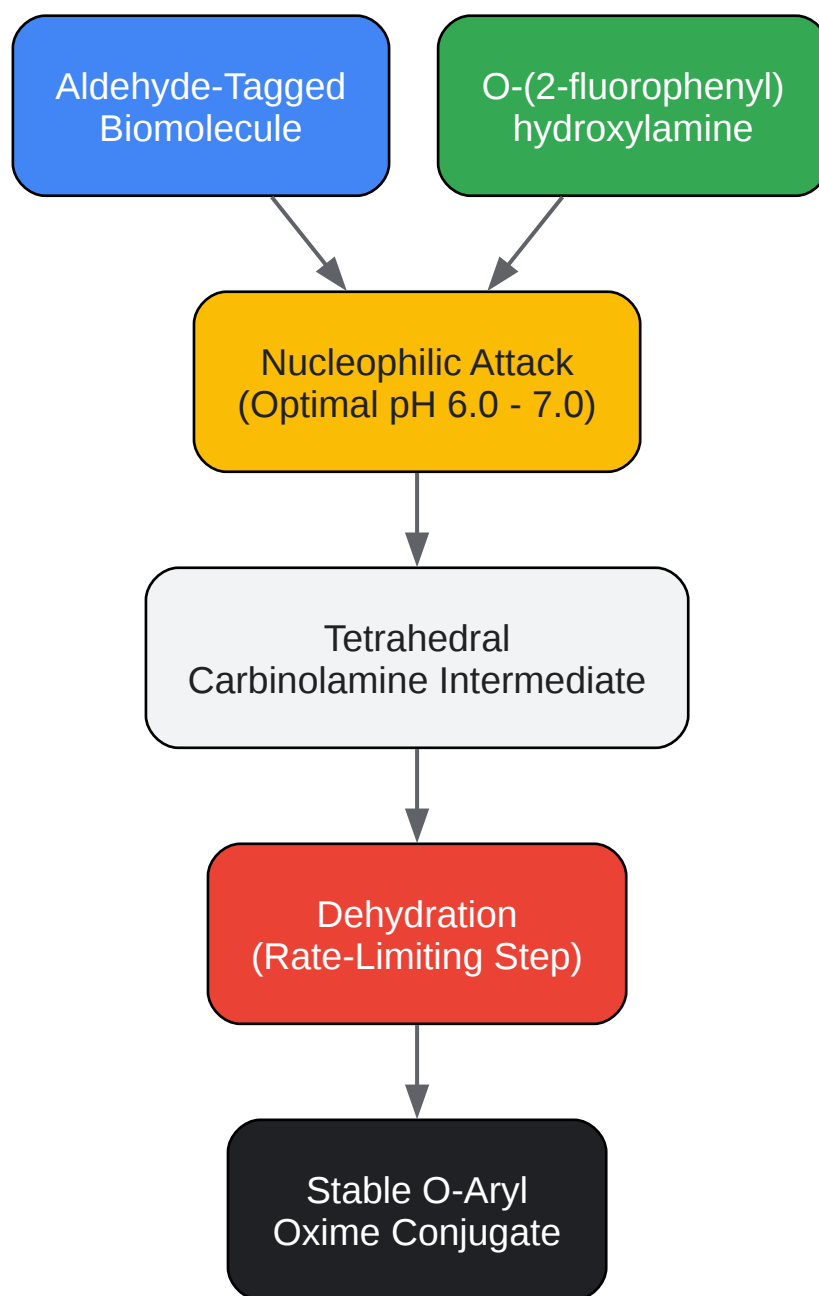 Aldehyde-Tagged
Biomolecule
O-(2-fluorophenyl)
hydroxylamine
Nucleophilic Attack
(Optimal pH 6.0 - 7.0)
Tetrahedral
Carbinolamine Intermediate
Dehydration
(Rate-Limiting Step)
Stable O-Aryl
Oxime Conjugate